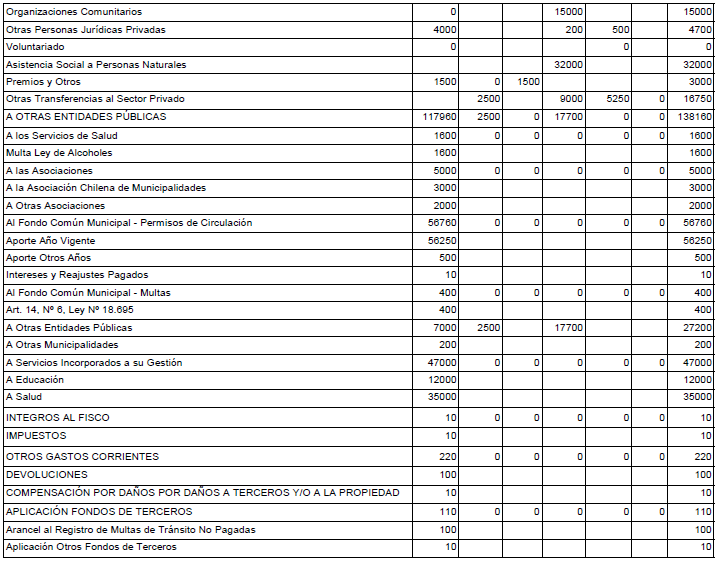 Organizaciones Comunitarios 0 15000 15000
Otras Personas Jurídicas Privadas 4000 200 500 4700
Voluntariado 0 0 0
Asistencia Social a Personas Naturales 32000 32000
Premios y Otros 1500 0 1500 3000
Otras Transferencias al Sector Privado 2500 9000 5250 0 16750
A OTRAS ENTIDADES PÚBLICAS 117960 2500 0 17700 0 0 138160
A los Servicios de Salud 1600 0 0 0 0 0 1600
Multa Ley de Alcoholes 1600 1600
A las Asociaciones 5000 0 0 0 0 0 5000
A la Asociación Chilena de Municipalidades 3000 3000
A Otras Asociaciones 2000 2000
Al Fondo Común Municipal - Permisos de Circulación 56760 0 0 0 0 0 56760
Aporte Año Vigente 56250 56250
Aporte Otros Años 500 500
Intereses y Reajustes Pagados 10 10
Al Fondo Común Municipal - Multas 400 0 0 0 0 0 400
Art. 14, Nº 6, Ley Nº 18.695 400 400
A Otras Entidades Públicas 7000 2500 17700 27200
A Otras Municipalidades 200 200
A Servicios Incorporados a su Gestión 47000 0 0 0 0 0 47000
A Educación 12000 12000
A Salud 35000 35000
INTEGROS AL FISCO 10 0 0 0 0 0 10
IMPUESTOS 10 10
OTROS GASTOS CORRIENTES 220 0 0 0 0 0 220
DEVOLUCIONES 100 100
COMPENSACIÓN POR DAÑOS POR DAÑOS A TERCEROS Y/O A LA PROPIEDAD 10 10
APLICACIÓN FONDOS DE TERCEROS 110 0 0 0 0 0 110
Arancel al Registro de Multas de Tránsito No Pagadas 100 100
Aplicación Otros Fondos de Terceros 10 10